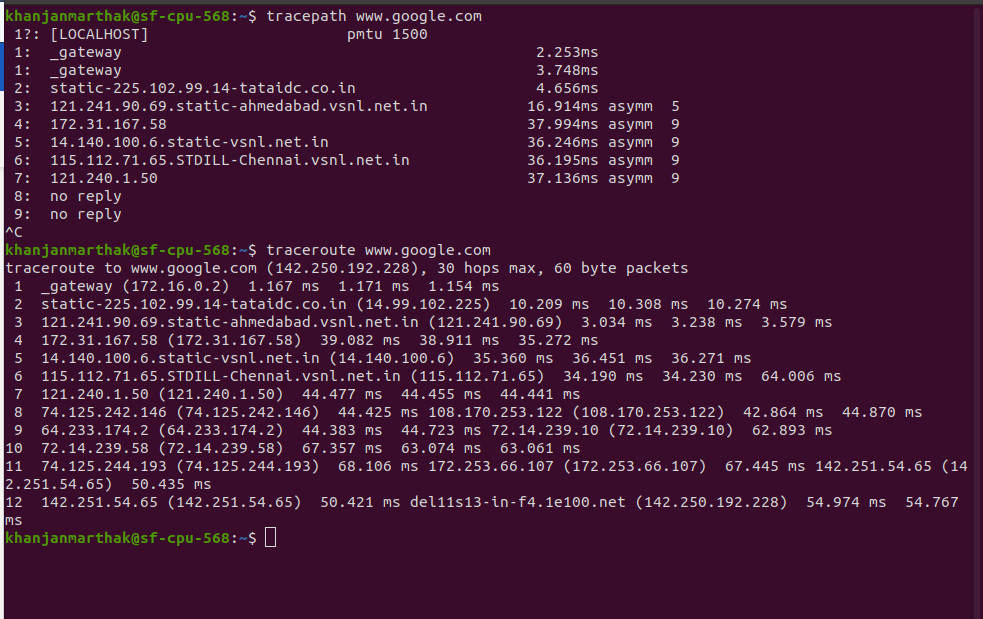 khanjanmarthak@sf-cpu-568:~$ tracepath www.google.com
 1?: [LOCALHOST]                      pmtu 1500
 1:  _gateway                                              2.253ms
 1:  _gateway                                              3.748ms
 2:  static-225.102.99.14-tataidc.co.in                    4.656ms
 3:  121.241.90.69.static-ahmedabad.vsnl.net.in           16.914ms asymm  5
 4:  172.31.167.58                                        37.994ms asymm  9
 5:  14.140.100.6.static-vsnl.net.in                      36.246ms asymm  9
 6:  115.112.71.65.STDILL-Chennai.vsnl.net.in             36.195ms asymm  9
 7:  121.240.1.50                                         37.136ms asymm  9
 8:  no reply
 9:  no reply
^C
khanjanmarthak@sf-cpu-568:~$ traceroute www.google.com
traceroute to www.google.com (142.250.192.228), 30 hops max, 60 byte packets
 1  _gateway (172.16.0.2)  1.167 ms  1.171 ms  1.154 ms
 2  static-225.102.99.14-tataidc.co.in (14.99.102.225)  10.209 ms  10.308 ms  10.274 ms
 3  121.241.90.69.static-ahmedabad.vsnl.net.in (121.241.90.69)  3.034 ms  3.238 ms  3.579 ms
 4  172.31.167.58 (172.31.167.58)  39.082 ms  38.911 ms  35.272 ms
 5  14.140.100.6.static-vsnl.net.in (14.140.100.6)  35.360 ms  36.451 ms  36.271 ms
 6  115.112.71.65.STDILL-Chennai.vsnl.net.in (115.112.71.65)  34.190 ms  34.230 ms  64.006 ms
 7  121.240.1.50 (121.240.1.50)  44.477 ms  44.455 ms  44.441 ms
 8  74.125.242.146 (74.125.242.146)  44.425 ms 108.170.253.122 (108.170.253.122)  42.864 ms  44.870 ms
 9  64.233.174.2 (64.233.174.2)  44.383 ms  44.723 ms 72.14.239.10 (72.14.239.10)  62.893 ms
10  72.14.239.58 (72.14.239.58)  67.357 ms  63.074 ms  63.061 ms
11  74.125.244.193 (74.125.244.193)  68.106 ms 172.253.66.107 (172.253.66.107)  67.445 ms 142.251.54.65 (14
2.251.54.65)  50.435 ms
12  142.251.54.65 (142.251.54.65)  50.421 ms del11s13-in-f4.1e100.net (142.250.192.228)  54.974 ms  54.767
ms
khanjanmarthak@sf-cpu-568:~$